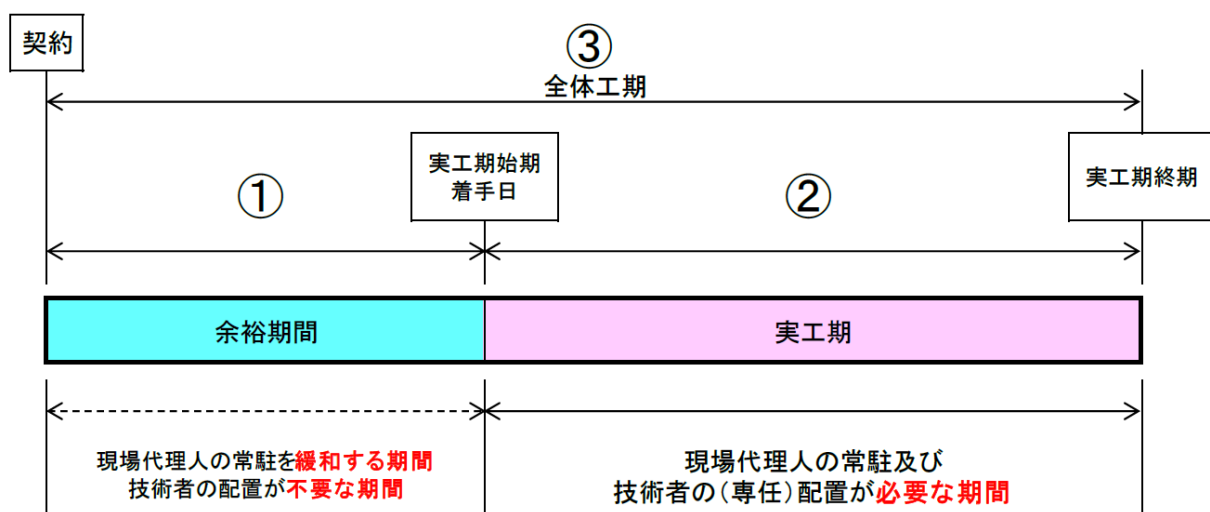 契約
③
全体工期
実工期始期
着手日
実工期終期
①
②
余裕期間
実工期
現場代理人の常駐を緩和する期間
技術者の配置が不要な期間
現場代理人の常駐及び
技術者の(専任)配置が必要な期間